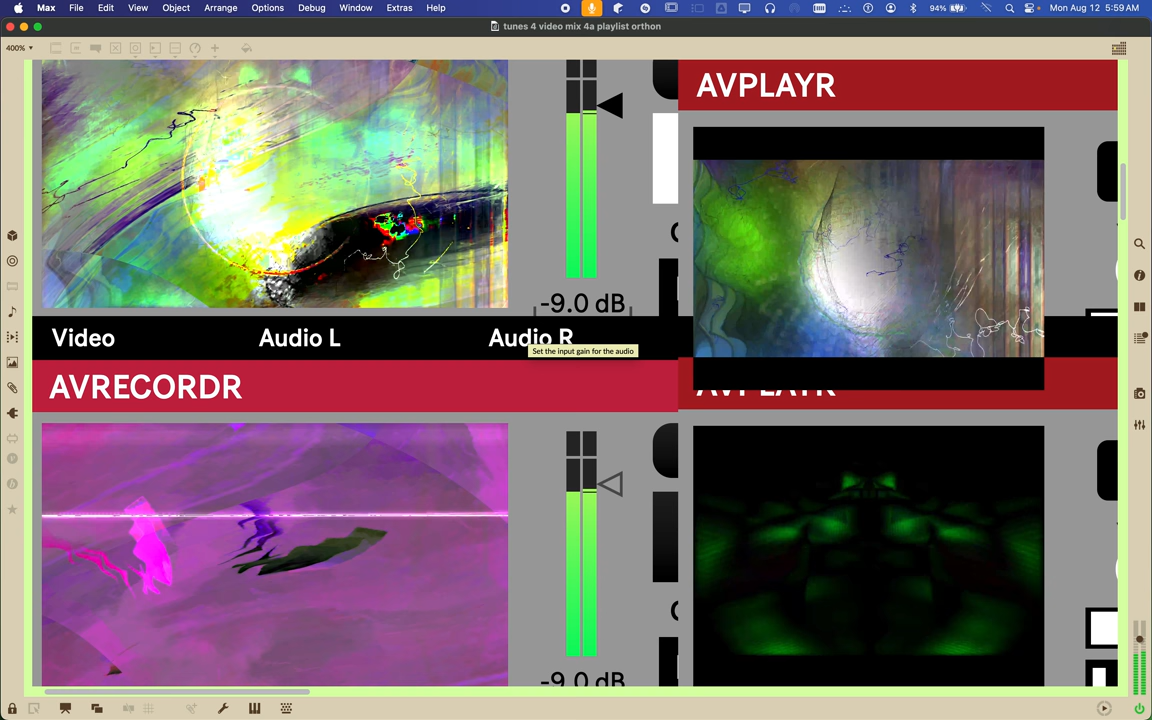 Max File Edit View Object Arrange Options Debug Window Extras Help 94% Mon Aug 12 5:59 AM
tunes 4 video mix 4a playlist orthon
400%
AVPLAYR
-9.0 dB
Video Audio L Audio R
Set the input gain for the audio
AVRECORDR
AVPLAYR
-9.0 dB